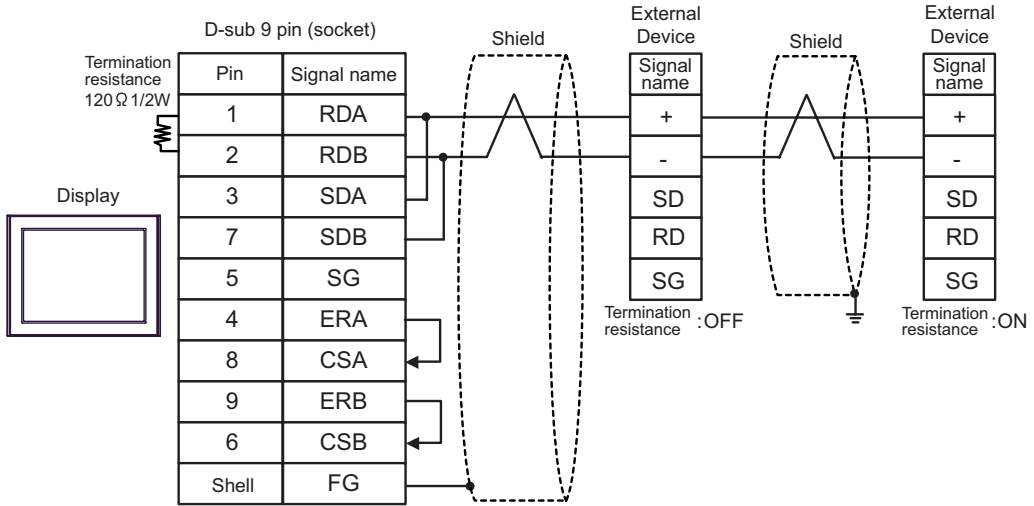 D-sub 9 pin (socket)
Shield
External
Device
Shield
External
Device
Termination
resistance
120Ω1/2W
Pin Signal name
1 RDA
2 RDB
3 SDA
7 SDB
5 SG
4 ERA
8 CSA
9 ERB
6 CSB
Shell FG
Display
Signal
name
+
-
SD
RD
SG
Termination
resistance :OFF
Signal
name
+
-
SD
RD
SG
Termination
resistance :ON